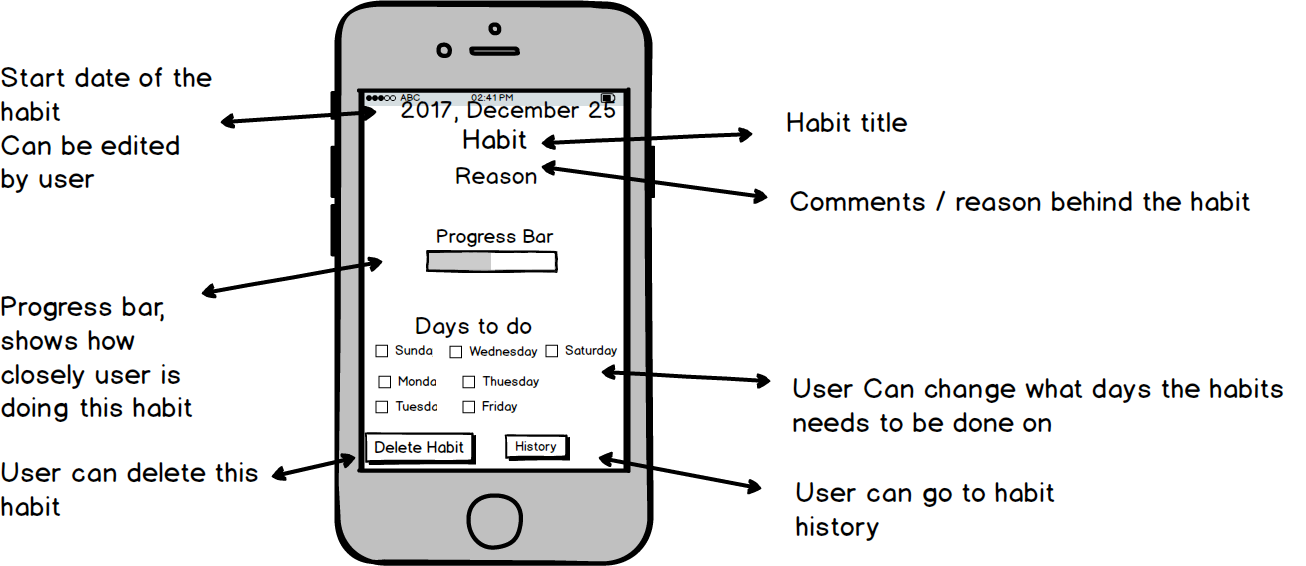 Start date of the
habit
Can be edited
by user
Progress bar,
shows how
closely user is
doing this habit
User can delete this
habit
ABC 02:41 PM
2017, December 25
Habit
Reason
Progress Bar
Days to do
Sunda Wednesday Saturday
Monda Thuesday
Tuesdc Friday
Delete Habit History
Habit title
Comments / reason behind the habit
User Can change what days the habits
needs to be done on
User can go to habit
history